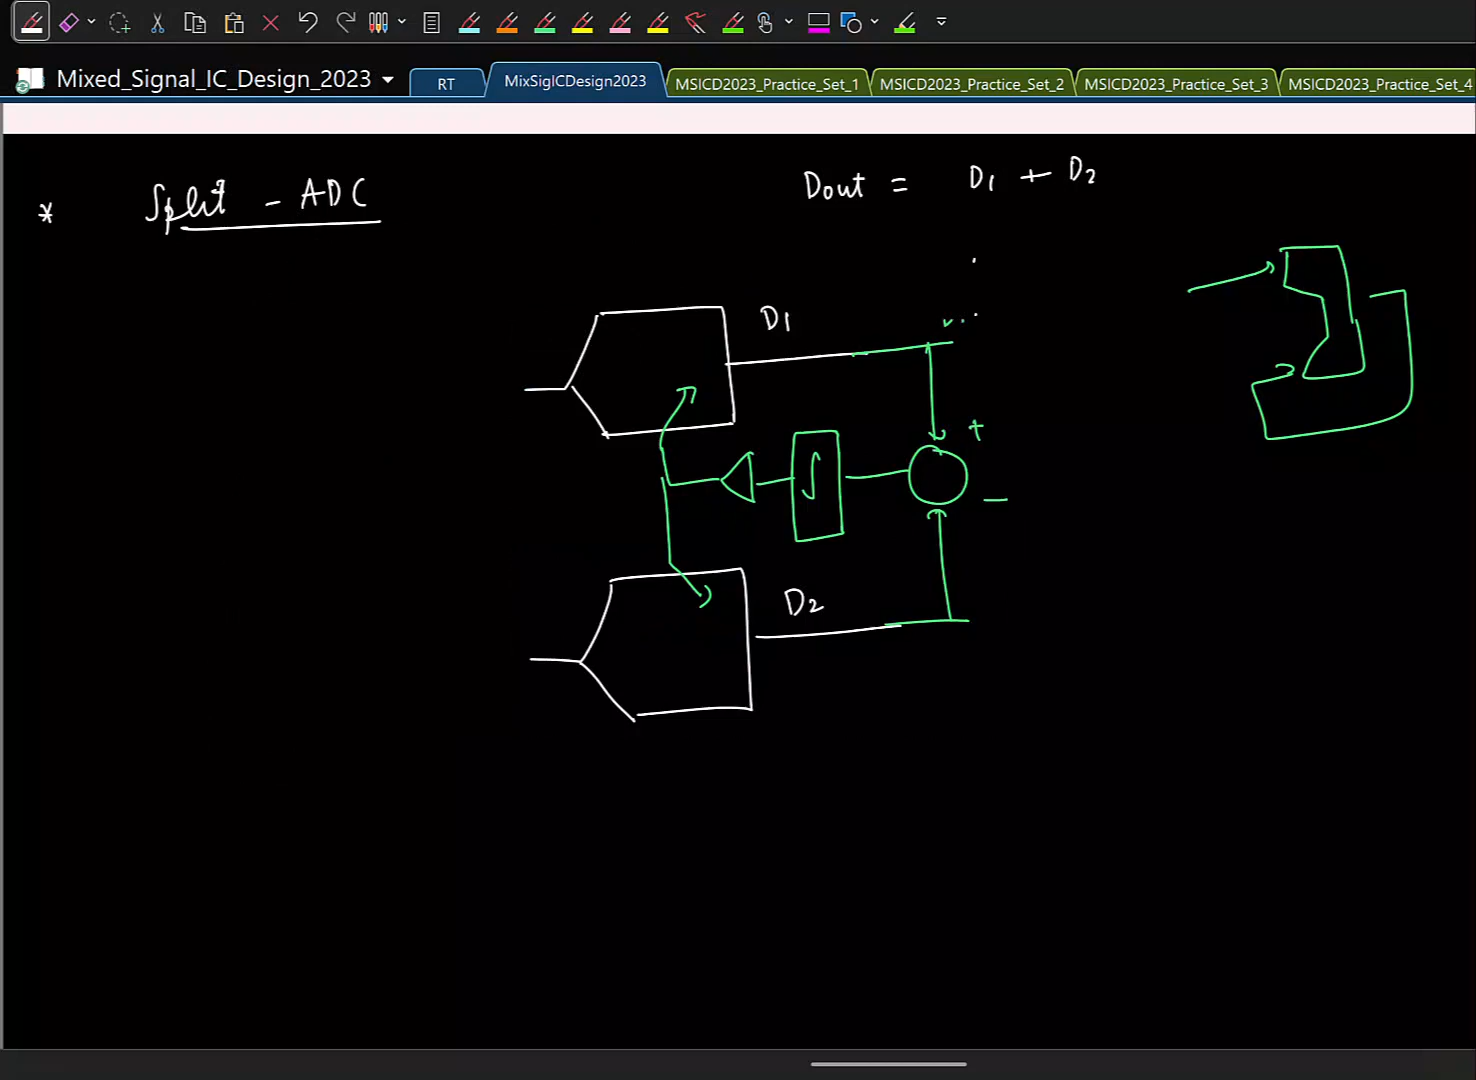 Mixed_Signal_IC_Design_2023
RT
MixSigICDesign2023
MSICD2023_Practice_Set_1
MSICD2023_Practice_Set_2
MSICD2023_Practice_Set_3
MSICD2023_Practice_Set_4
* Split - ADC
Dout = D1 + D2
D1
+
∫
−
D2